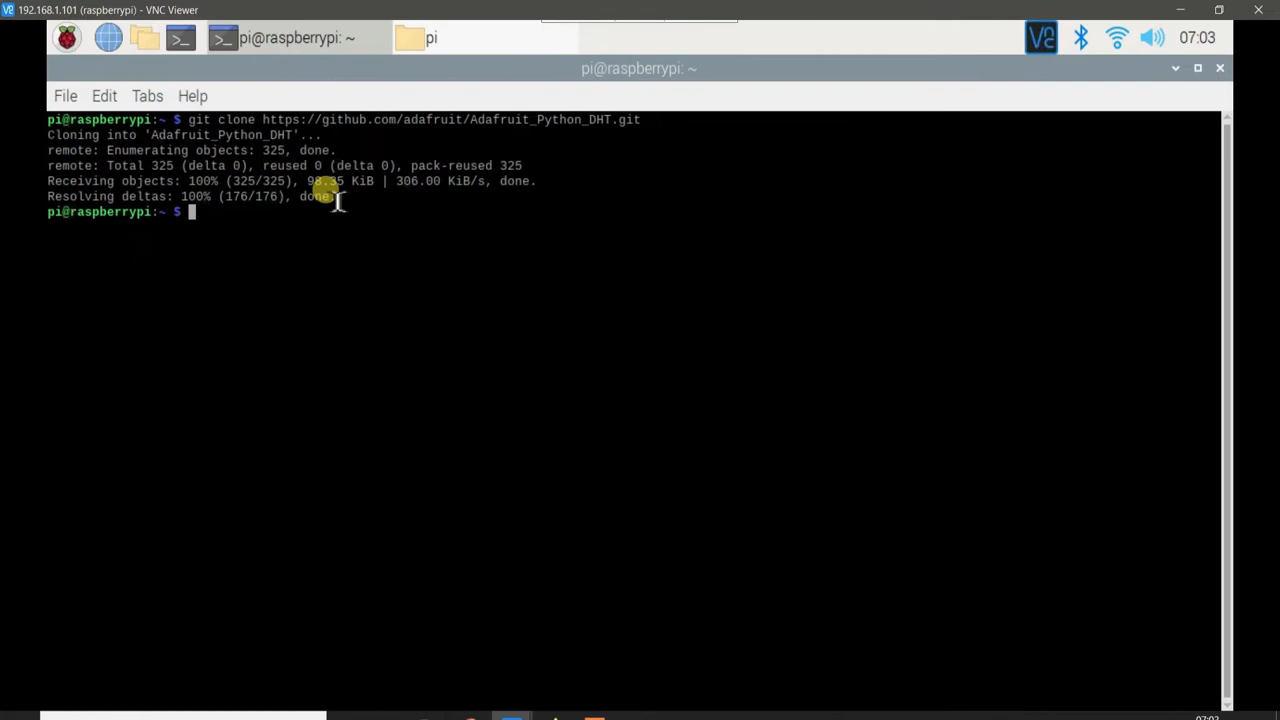 192.168.1.101 (raspberrypi) - VNC Viewer
pi@raspberrypi: ~
pi
07:03
pi@raspberrypi: ~
File Edit Tabs Help
pi@raspberrypi:~ $ git clone https://github.com/adafruit/Adafruit_Python_DHT.git
Cloning into 'Adafruit_Python_DHT'...
remote: Enumerating objects: 325, done.
remote: Total 325 (delta 0), reused 0 (delta 0), pack-reused 325
Receiving objects: 100% (325/325), 98.35 KiB | 306.00 KiB/s, done.
Resolving deltas: 100% (176/176), done.
pi@raspberrypi:~ $